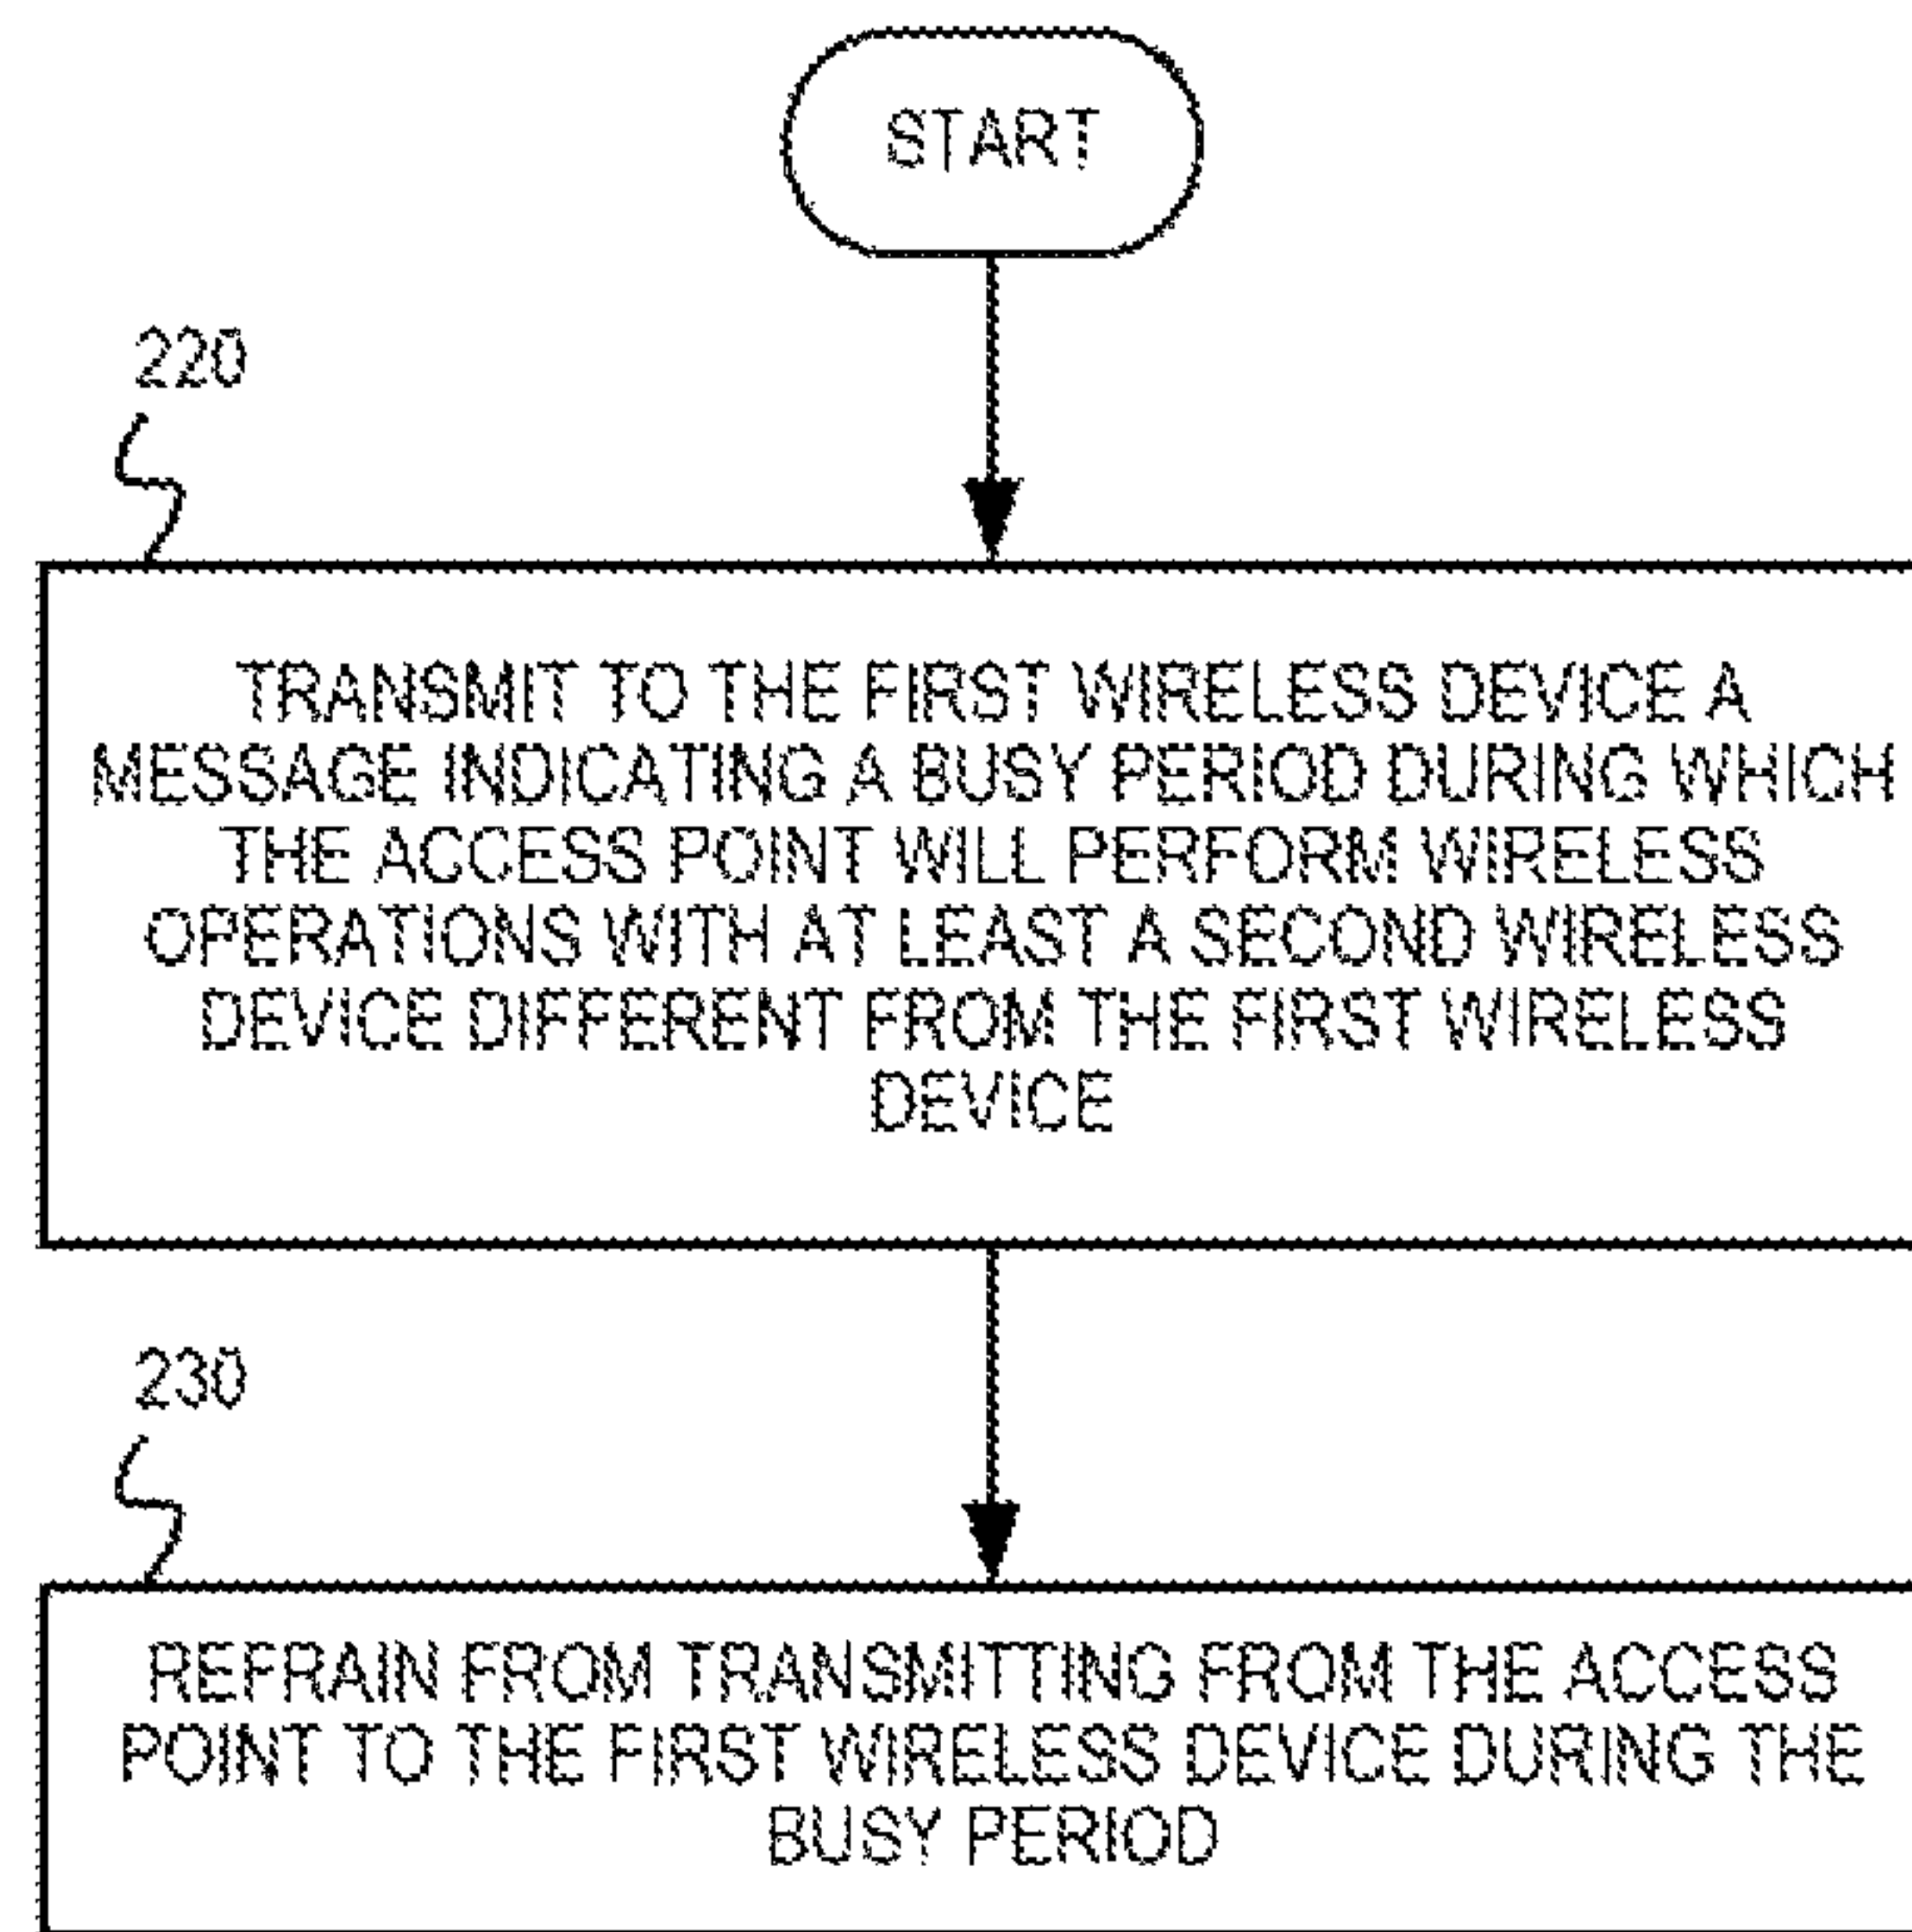 START
220
TRANSMIT TO THE FIRST WIRELESS DEVICE A
MESSAGE INDICATING A BUSY PERIOD DURING WHICH
THE ACCESS POINT WILL PERFORM WIRELESS
OPERATIONS WITH AT LEAST A SECOND WIRELESS
DEVICE DIFFERENT FROM THE FIRST WIRELESS
DEVICE
230
REFRAIN FROM TRANSMITTING FROM THE ACCESS
POINT TO THE FIRST WIRELESS DEVICE DURING THE
BUSY PERIOD